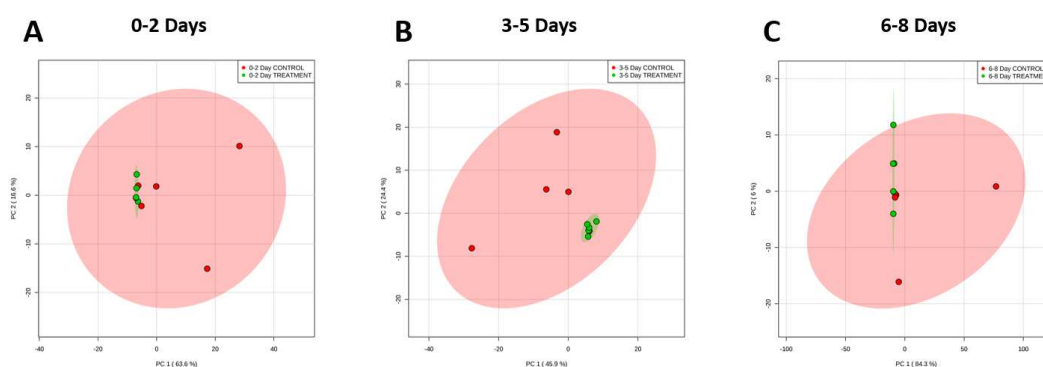 A
0-2 Days
B
3-5 Days
C
6-8 Days
0-2 Day CONTROL
0-2 Day TREATMENT
20
10
0
-10
-20
PC 2 ( 16.6 %)
-40
-20
0
20
40
PC 1 ( 63.6 %)
3-5 Day CONTROL
3-5 Day TREATMENT
30
20
10
0
-10
-20
PC 2 ( 24.4 %)
-40
-20
0
20
PC 1 ( 45.9 %)
6-8 Day CONTROL
6-8 Day TREATME
20
10
0
-10
-20
PC 2 ( 6 %)
-100
-50
0
50
100
PC 1 ( 84.3 %)